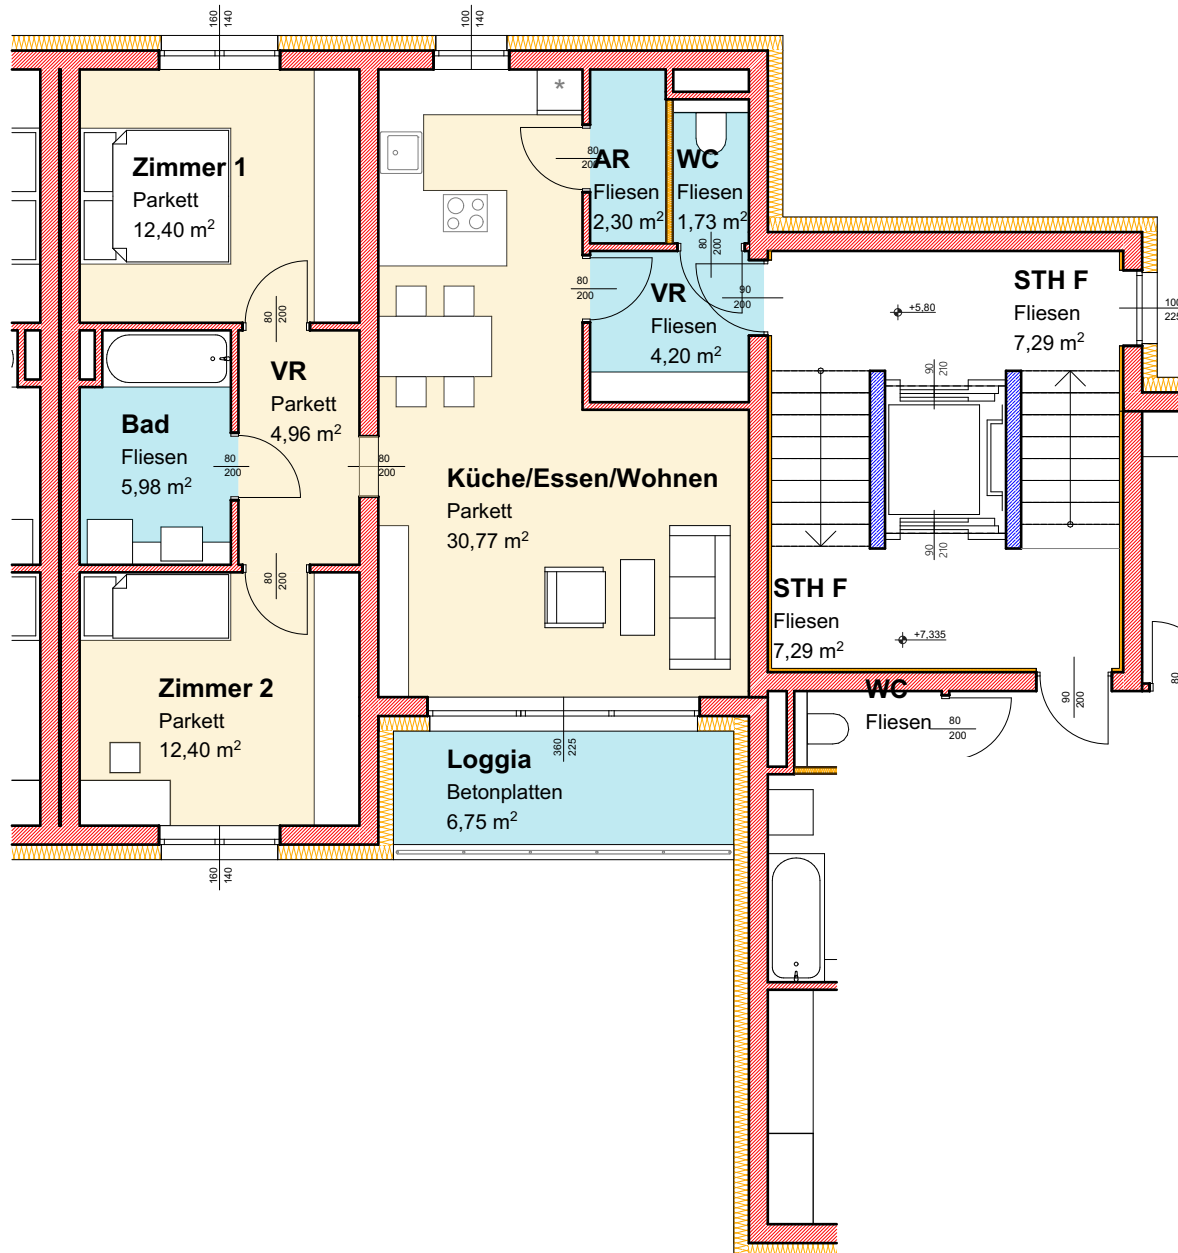 160
140
100
140
*
Zimmer 1
Parkett
12,40 m²
80
200
AR
Fliesen
2,30 m²
WC
Fliesen
1,73 m²
80
200
80
200
90
200
VR
Fliesen
4,20 m²
+5,80
STH F
Fliesen
7,29 m²
100
225
80
200
VR
Parkett
4,96 m²
90
210
Bad
Fliesen
5,98 m²
80
200
80
200
Küche/Essen/Wohnen
Parkett
30,77 m²
90
210
80
200
STH F
Fliesen
7,29 m²
+7,335
Zimmer 2
Parkett
12,40 m²
WC
Fliesen
80
200
90
200
80
360
225
Loggia
Betonplatten
6,75 m²
160
140